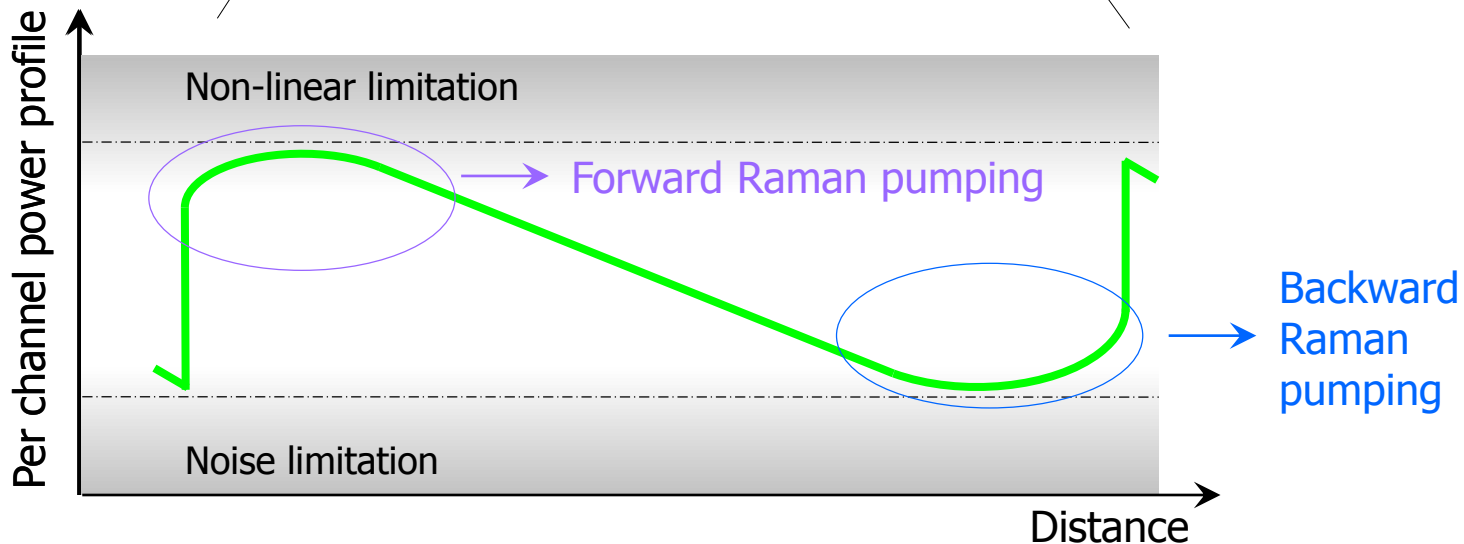 Per channel power profile
Non-linear limitation
Forward Raman pumping
Backward
Raman
pumping
Noise limitation
Distance